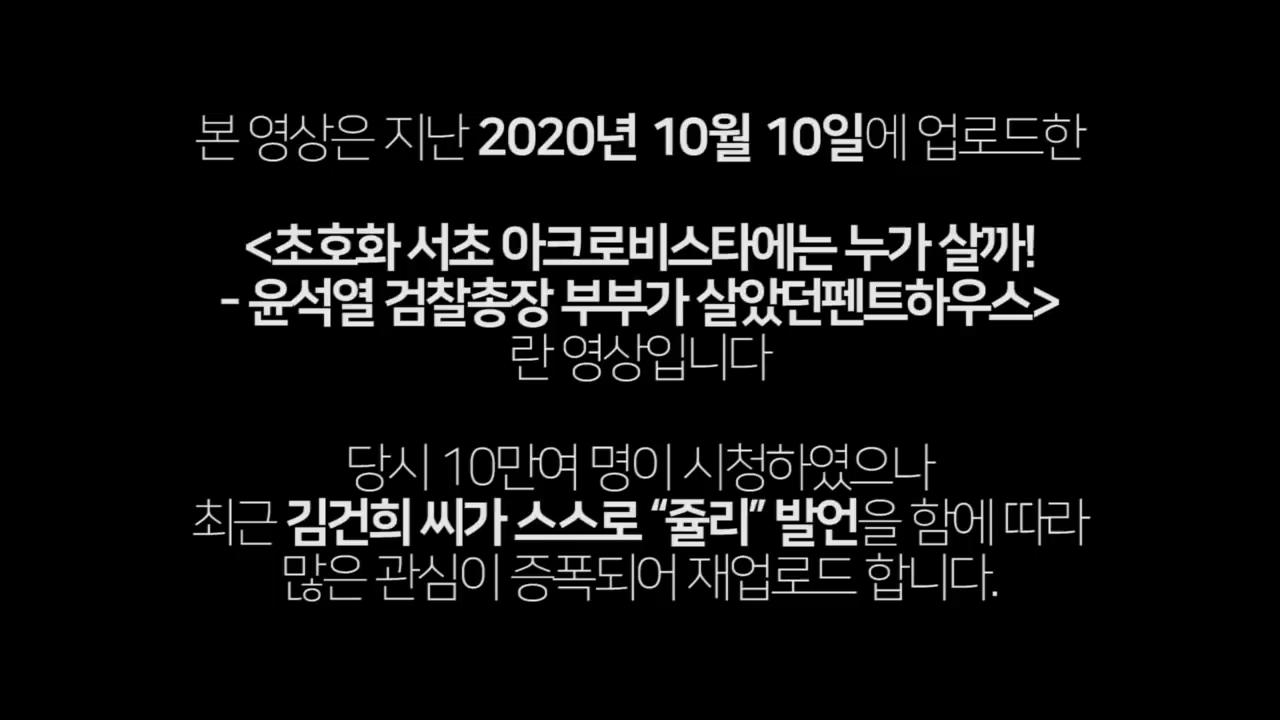 본 영상은 지난 2020년 10월 10일에 업로드한
<초호화 서초 아크로비스타에는 누가 살까!
- 윤석열 검찰총장 부부가 살았던펜트하우스>
란 영상입니다
당시 10만여 명이 시청하였으나
최근 김건희 씨가 스스로 “쥴리” 발언을 함에 따라
많은 관심이 증폭되어 재업로드 합니다.